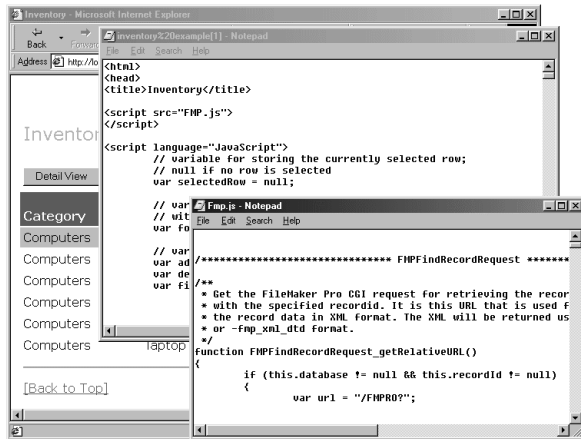 Inventory - Microsoft Internet Explorer
Back
Forward
Address http://lo
Inventor
Detail View
Category
Computers
Computers
Computers
Computers
Computers
Computers laptop
[Back to Top]
inventory%20example[1] - Notepad
File Edit Search Help
<html>
<head>
<title>Inventory</title>
<script src="FMP.js">
</script>
<script language="JavaScript">
// variable for storing the currently selected row;
// null if no row is selected
var selectedRow = null;
// var
// wit
var fo
// var
var ad
var de
var fi
Fmp.js - Notepad
File Edit Search Help
/****************************** FMPFindRecordRequest *******
/**
* Get the FileMaker Pro CGI request for retrieving the recor
* with the specified recordid. It is this URL that is used f
* the record data in XML format. The XML will be returned us
* or -fmp_xml_dtd format.
*/
function FMPFindRecordRequest_getRelativeURL()
{
if (this.database != null && this.recordId != null)
{
var url = "/FMPRO?";